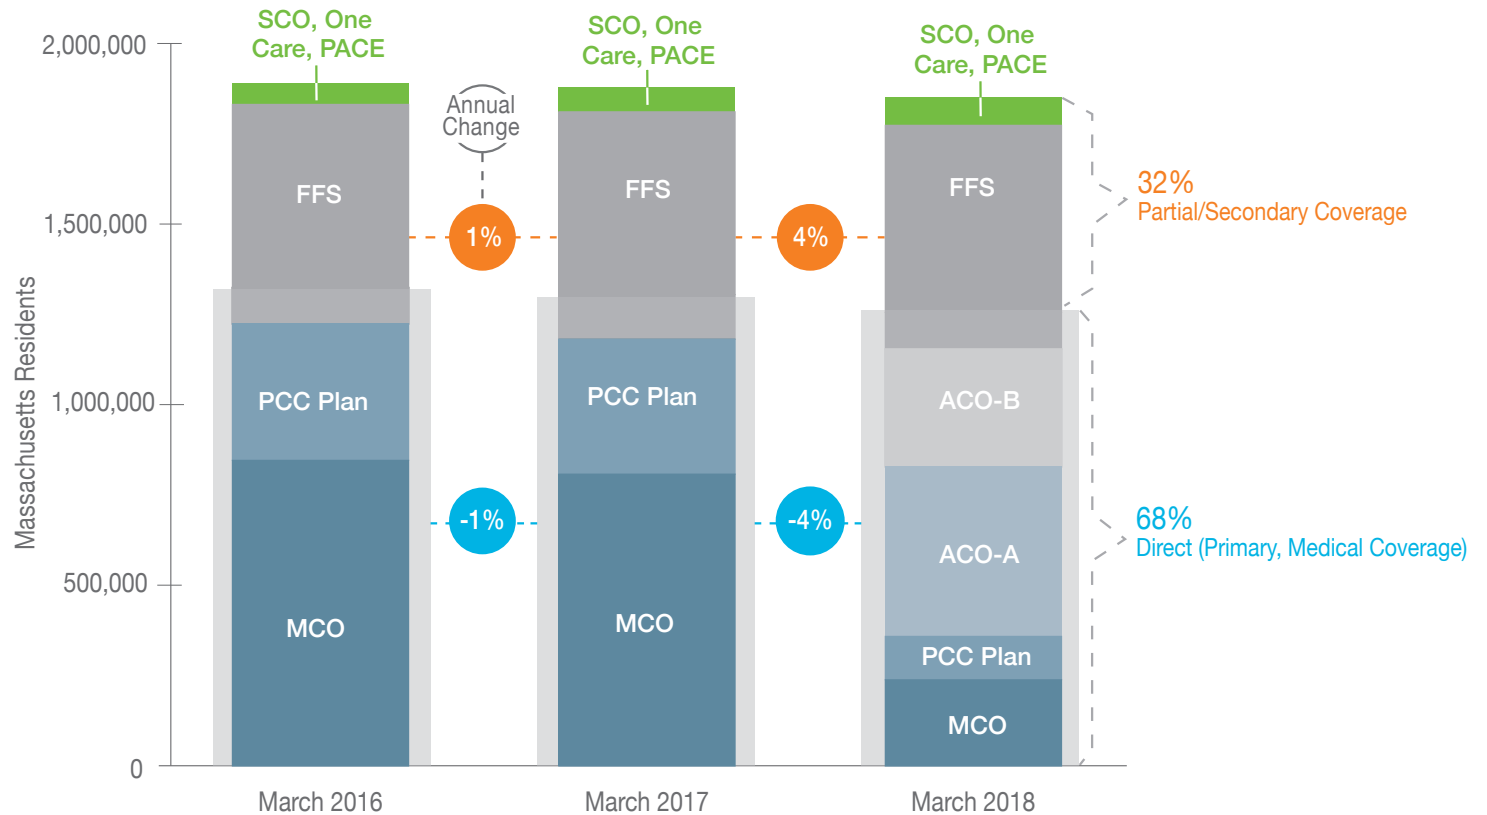 SCO, One
Care, PACE
SCO, One
Care, PACE
SCO, One
Care, PACE
2,000,000
1,500,000
1,000,000
500,000
0
Massachusetts Residents
Annual
Change
FFS
FFS
FFS
1%
4%
32%
Partial/Secondary Coverage
PCC Plan
PCC Plan
ACO-B
-1%
-4%
68%
Direct (Primary, Medical Coverage)
ACO-A
MCO
MCO
PCC Plan
MCO
March 2016
March 2017
March 2018